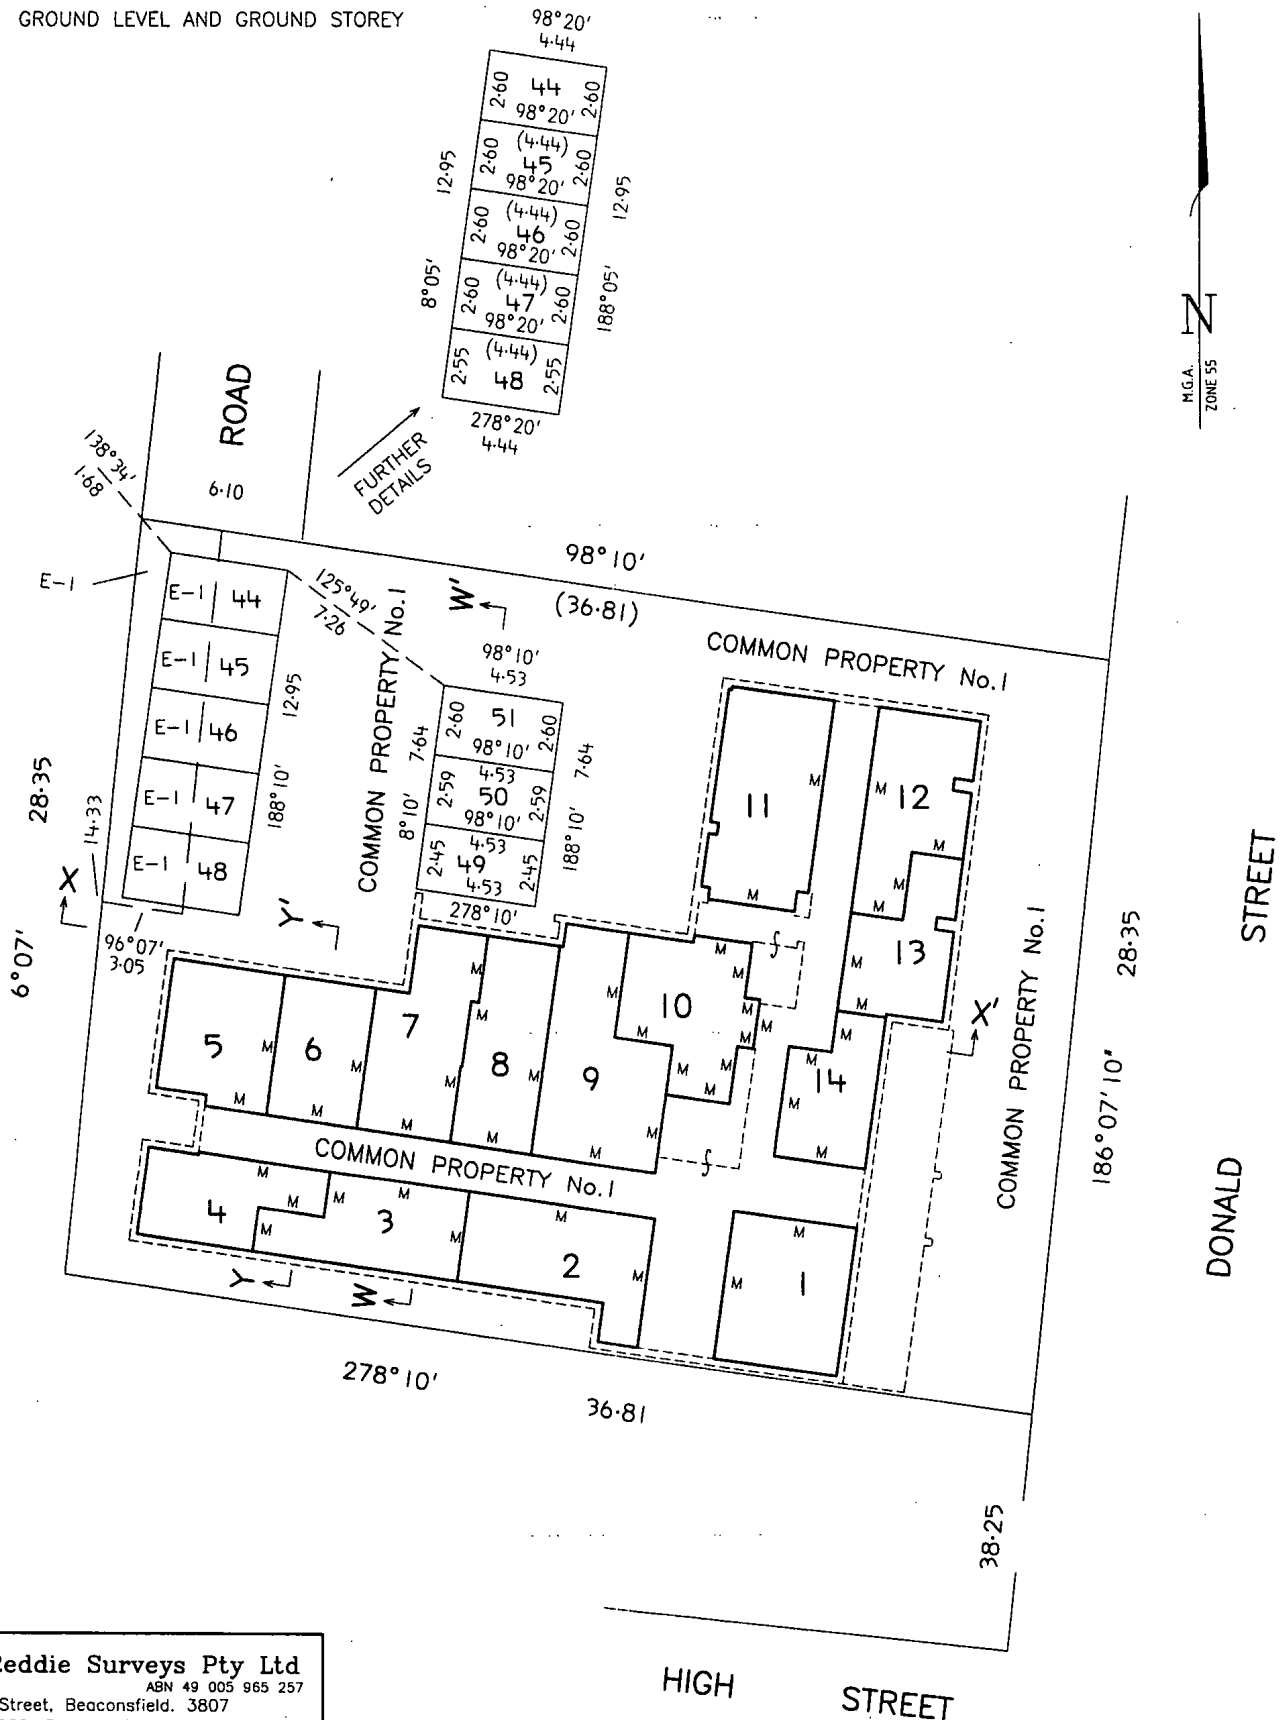 GROUND LEVEL AND GROUND STOREY
98°20'
4·44
2·60
44
2·60
98°20'
(4·44)
2·60
45
2·60
98°20'
12·95
12·95
(4·44)
2·60
46
2·60
98°20'
(4·44)
2·60
47
2·60
98°20'
8°05'
188°05'
(4·44)
2·55
48
2·55
278°20'
4·44
N
M.G.A.
ZONE 55
ROAD
6·10
FURTHER
DETAILS
138°34'
1·68
98°10'
(36·81)
E-1
E-1
44
E-1
45
E-1
46
E-1
47
E-1
48
12·95
188°10'
125°49'
7·26
COMMON PROPERTY No.1
W'
98°10'
4·53
COMMON PROPERTY No.1
2·60
51
2·60
98°10'
7·64
7·64
4·53
2·59
50
2·59
98°10'
8°10'
188°10'
4·53
2·45
49
2·45
4·53
278°10'
28·35
14·33
X
6°07'
96°07'
3·05
Y'
11
M
M
12
M
M
M
M
13
M
M
STREET
28·35
COMMON PROPERTY No.1
X'
5
M
M
6
M
M
7
M
M
M
M
8
M
M
9
M
M
M
10
M
M
M
M
M
M
M
M
M
14
M
M
M
M
186°07'10"
COMMON PROPERTY No.1
4
M
M
M
3
M
M
M
2
M
M
1
M
M
DONALD
Y
W
278°10'
36·81
38·25
eddie Surveys Pty Ltd
ABN 49 005 965 257
Street, Beaconsfield. 3807
HIGH STREET